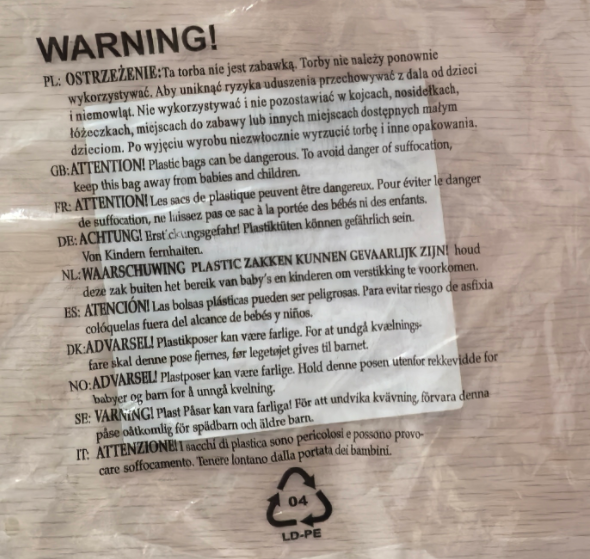 WARNING!
PL: OSTRZEŻENIE:Ta torba nie jest zabawką. Torby nie należy ponownie
wykorzystywać. Aby uniknąć ryzyka uduszenia przechowywać z dala od dzieci
i niemowląt. Nie wykorzystywać i nie pozostawiać w kojcach, nosidełkach,
łóżeczkach, miejscach do zabawy lub innych miejscach dostępnych małym
dzieciom. Po wyjęciu wyrobu niezwłocznie wyrzucić torbę i inne opakowania.
GB:ATTENTION! Plastic bags can be dangerous. To avoid danger of suffocation,
keep this bag away from babies and children.
FR: ATTENTION! Les sacs de plastique peuvent être dangereux. Pour éviter le danger
de suffocation, ne laissez pas ce sac à la portée des bébés ni des enfants.
DE: ACHTUNG! Erstickungsgefahr! Plastiktüten können gefährlich sein.
Von Kindern fernhalten.
NL:WAARSCHUWING PLASTIC ZAKKEN KUNNEN GEVAARLIJK ZIJN! houd
deze zak buiten het bereik van baby's en kinderen om verstikking te voorkomen.
ES: ATENCIÓN! Las bolsas plásticas pueden ser peligrosas. Para evitar riesgo de asfixia
colóquelas fuera del alcance de bebés y niños.
DK:ADVARSEL! Plastikposer kan være farlige. For at undgå kvælnings-
fare skal denne pose fjernes, før legetøjet gives til barnet.
NO:ADVARSEL! Plastposer kan være farlige. Hold denne posen utenfor rekkevidde for
babyer og barn for å unngå kvelning.
SE: VARNING! Plast Påsar kan vara farliga! För att undvika kvävning, förvara denna
påse oåtkomlig för spädbarn och äldre barn.
IT: ATTENZIONE! I sacchi di plastica sono pericolosi e possono provo-
care soffocamento. Tenere lontano dalla portata dei bambini.
04
LD-PE